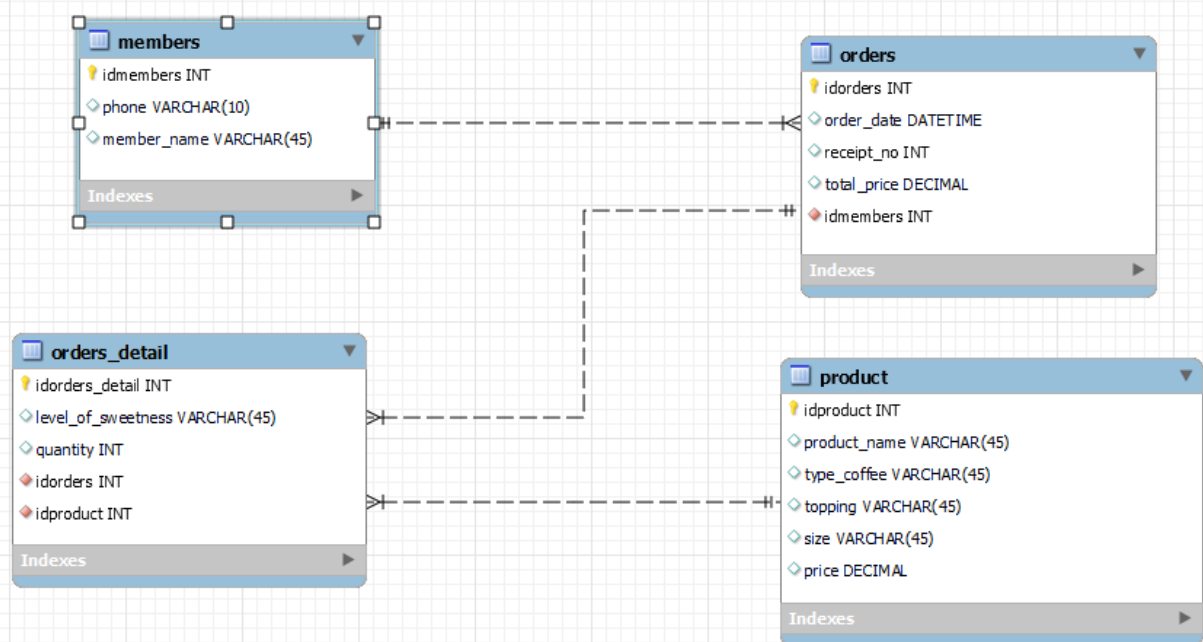 members
idmembers INT
phone VARCHAR(10)
member_name VARCHAR(45)
Indexes
orders
idorders INT
order_date DATETIME
receipt_no INT
total_price DECIMAL
idmembers INT
Indexes
orders_detail
idorders_detail INT
level_of_sweetness VARCHAR(45)
quantity INT
idorders INT
idproduct INT
Indexes
product
idproduct INT
product_name VARCHAR(45)
type_coffee VARCHAR(45)
topping VARCHAR(45)
size VARCHAR(45)
price DECIMAL
Indexes